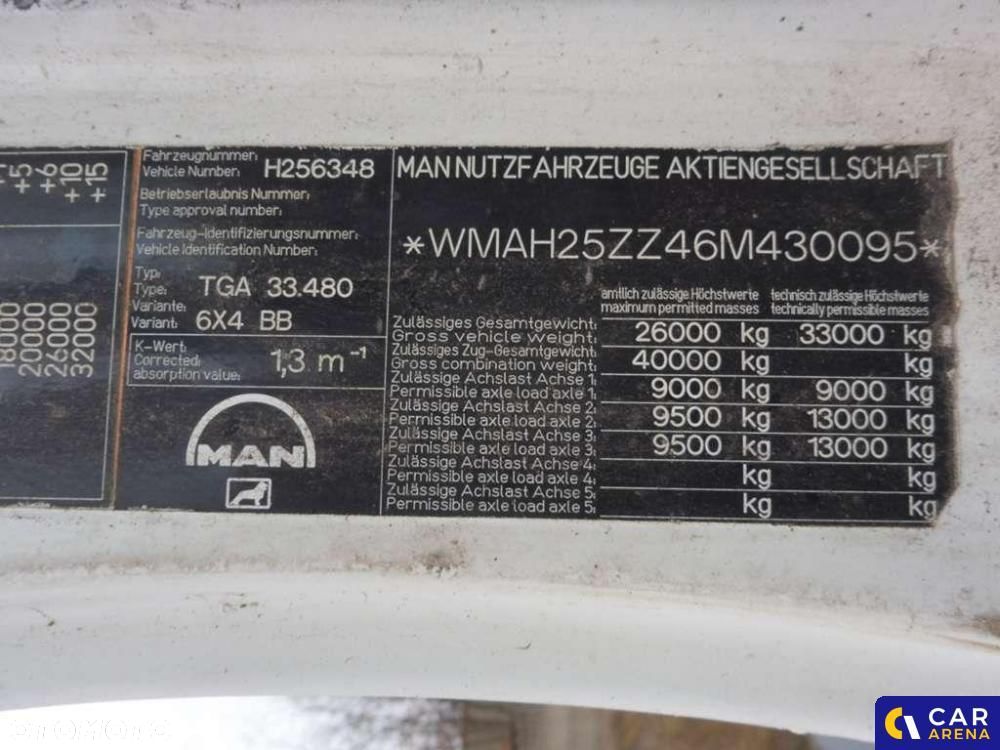 +5
+6
+10
+15
18000
20000
26000
32000
Fahrzeugnummer:
Vehicle Number: H256348
Betriebserlaubnis Nummer:
Type approval number:
Fahrzeug-Identifizierungsnummer:
Vehicle Identification Number:
Typ:
Type: TGA 33.480
Variante:
Variant: 6X4 BB
K-Wert:
Corrected absorption value: 1,3 m⁻¹
MAN
MAN NUTZFAHRZEUGE AKTIENGESELLSCHAFT
*WMAH25ZZ46M430095*
amtlich zulässige Höchstwerte technisch zulässige Höchstwerte
maximum permitted masses technically permissible masses
Zulässiges Gesamtgewicht:
Gross vehicle weight: 26000 kg 33000 kg
Zulässiges Zug-Gesamtgewicht:
Gross combination weight: 40000 kg kg
Zulässige Achslast Achse 1:
Permissible axle load axle 1: 9000 kg 9000 kg
Zulässige Achslast Achse 2:
Permissible axle load axle 2: 9500 kg 13000 kg
Zulässige Achslast Achse 3:
Permissible axle load axle 3: 9500 kg 13000 kg
Zulässige Achslast Achse 4:
Permissible axle load axle 4: kg kg
Zulässige Achslast Achse 5:
Permissible axle load axle 5: kg kg
OTOMOTO
CAR
ARENA